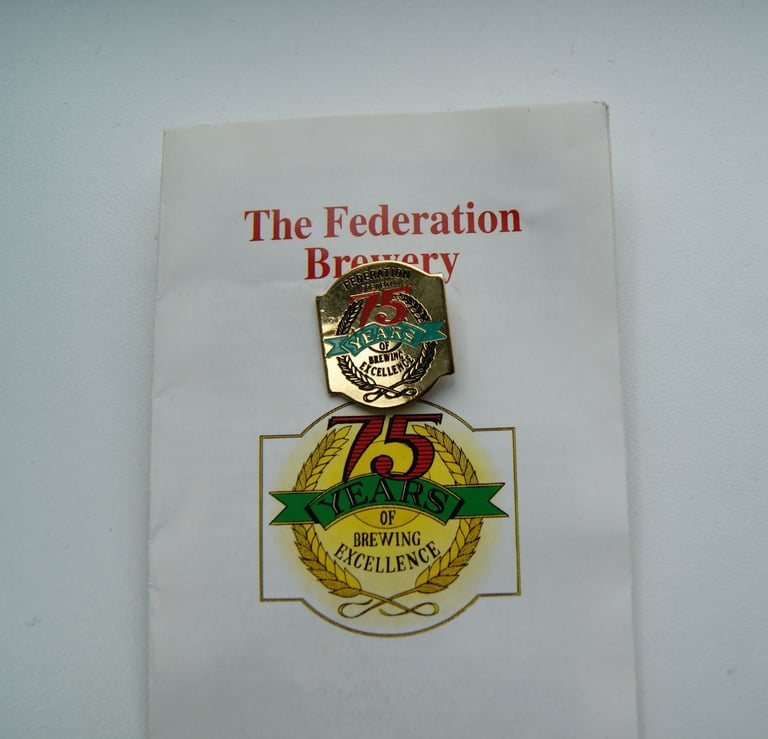 The Federation
Brewery
FEDERATION
BREWERY
75
YEARS
OF
BREWING
EXCELLENCE
75
YEARS
OF
BREWING
EXCELLENCE